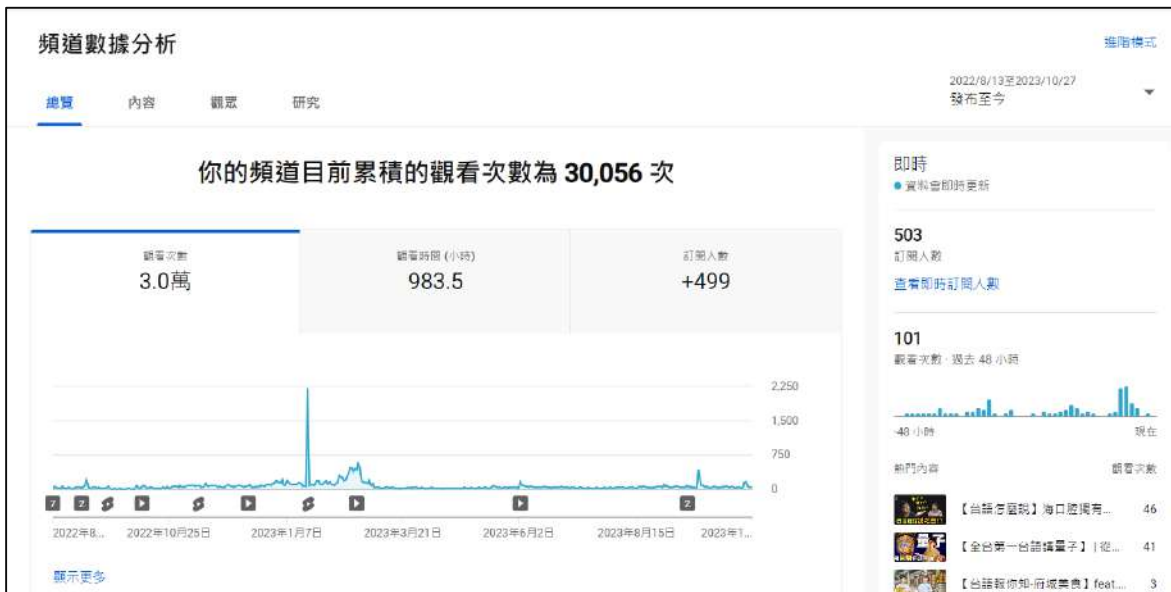 頻道數據分析
進階模式
總覽 內容 觀眾 研究
2022/8/13至2023/10/27
發布至今
你的頻道目前累積的觀看次數為 30,056 次
觀看次數
3.0萬
觀看時間 (小時)
983.5
訂閱人數
+499
2,250
1,500
750
0
7 2 2
2022年8... 2022年10月25日 2023年1月7日 2023年3月21日 2023年6月2日 2023年8月15日 2023年1...
顯示更多
即時
資料會即時更新
503
訂閱人數
查看即時訂閱人數
101
觀看次數 · 過去 48 小時
-48 小時 現在
熱門內容 觀看次數
【台語怎麼說】海口腔獨有... 46
【全台第一台語講量子】| 從... 41
【台語報你知-府城美食】feat.... 3